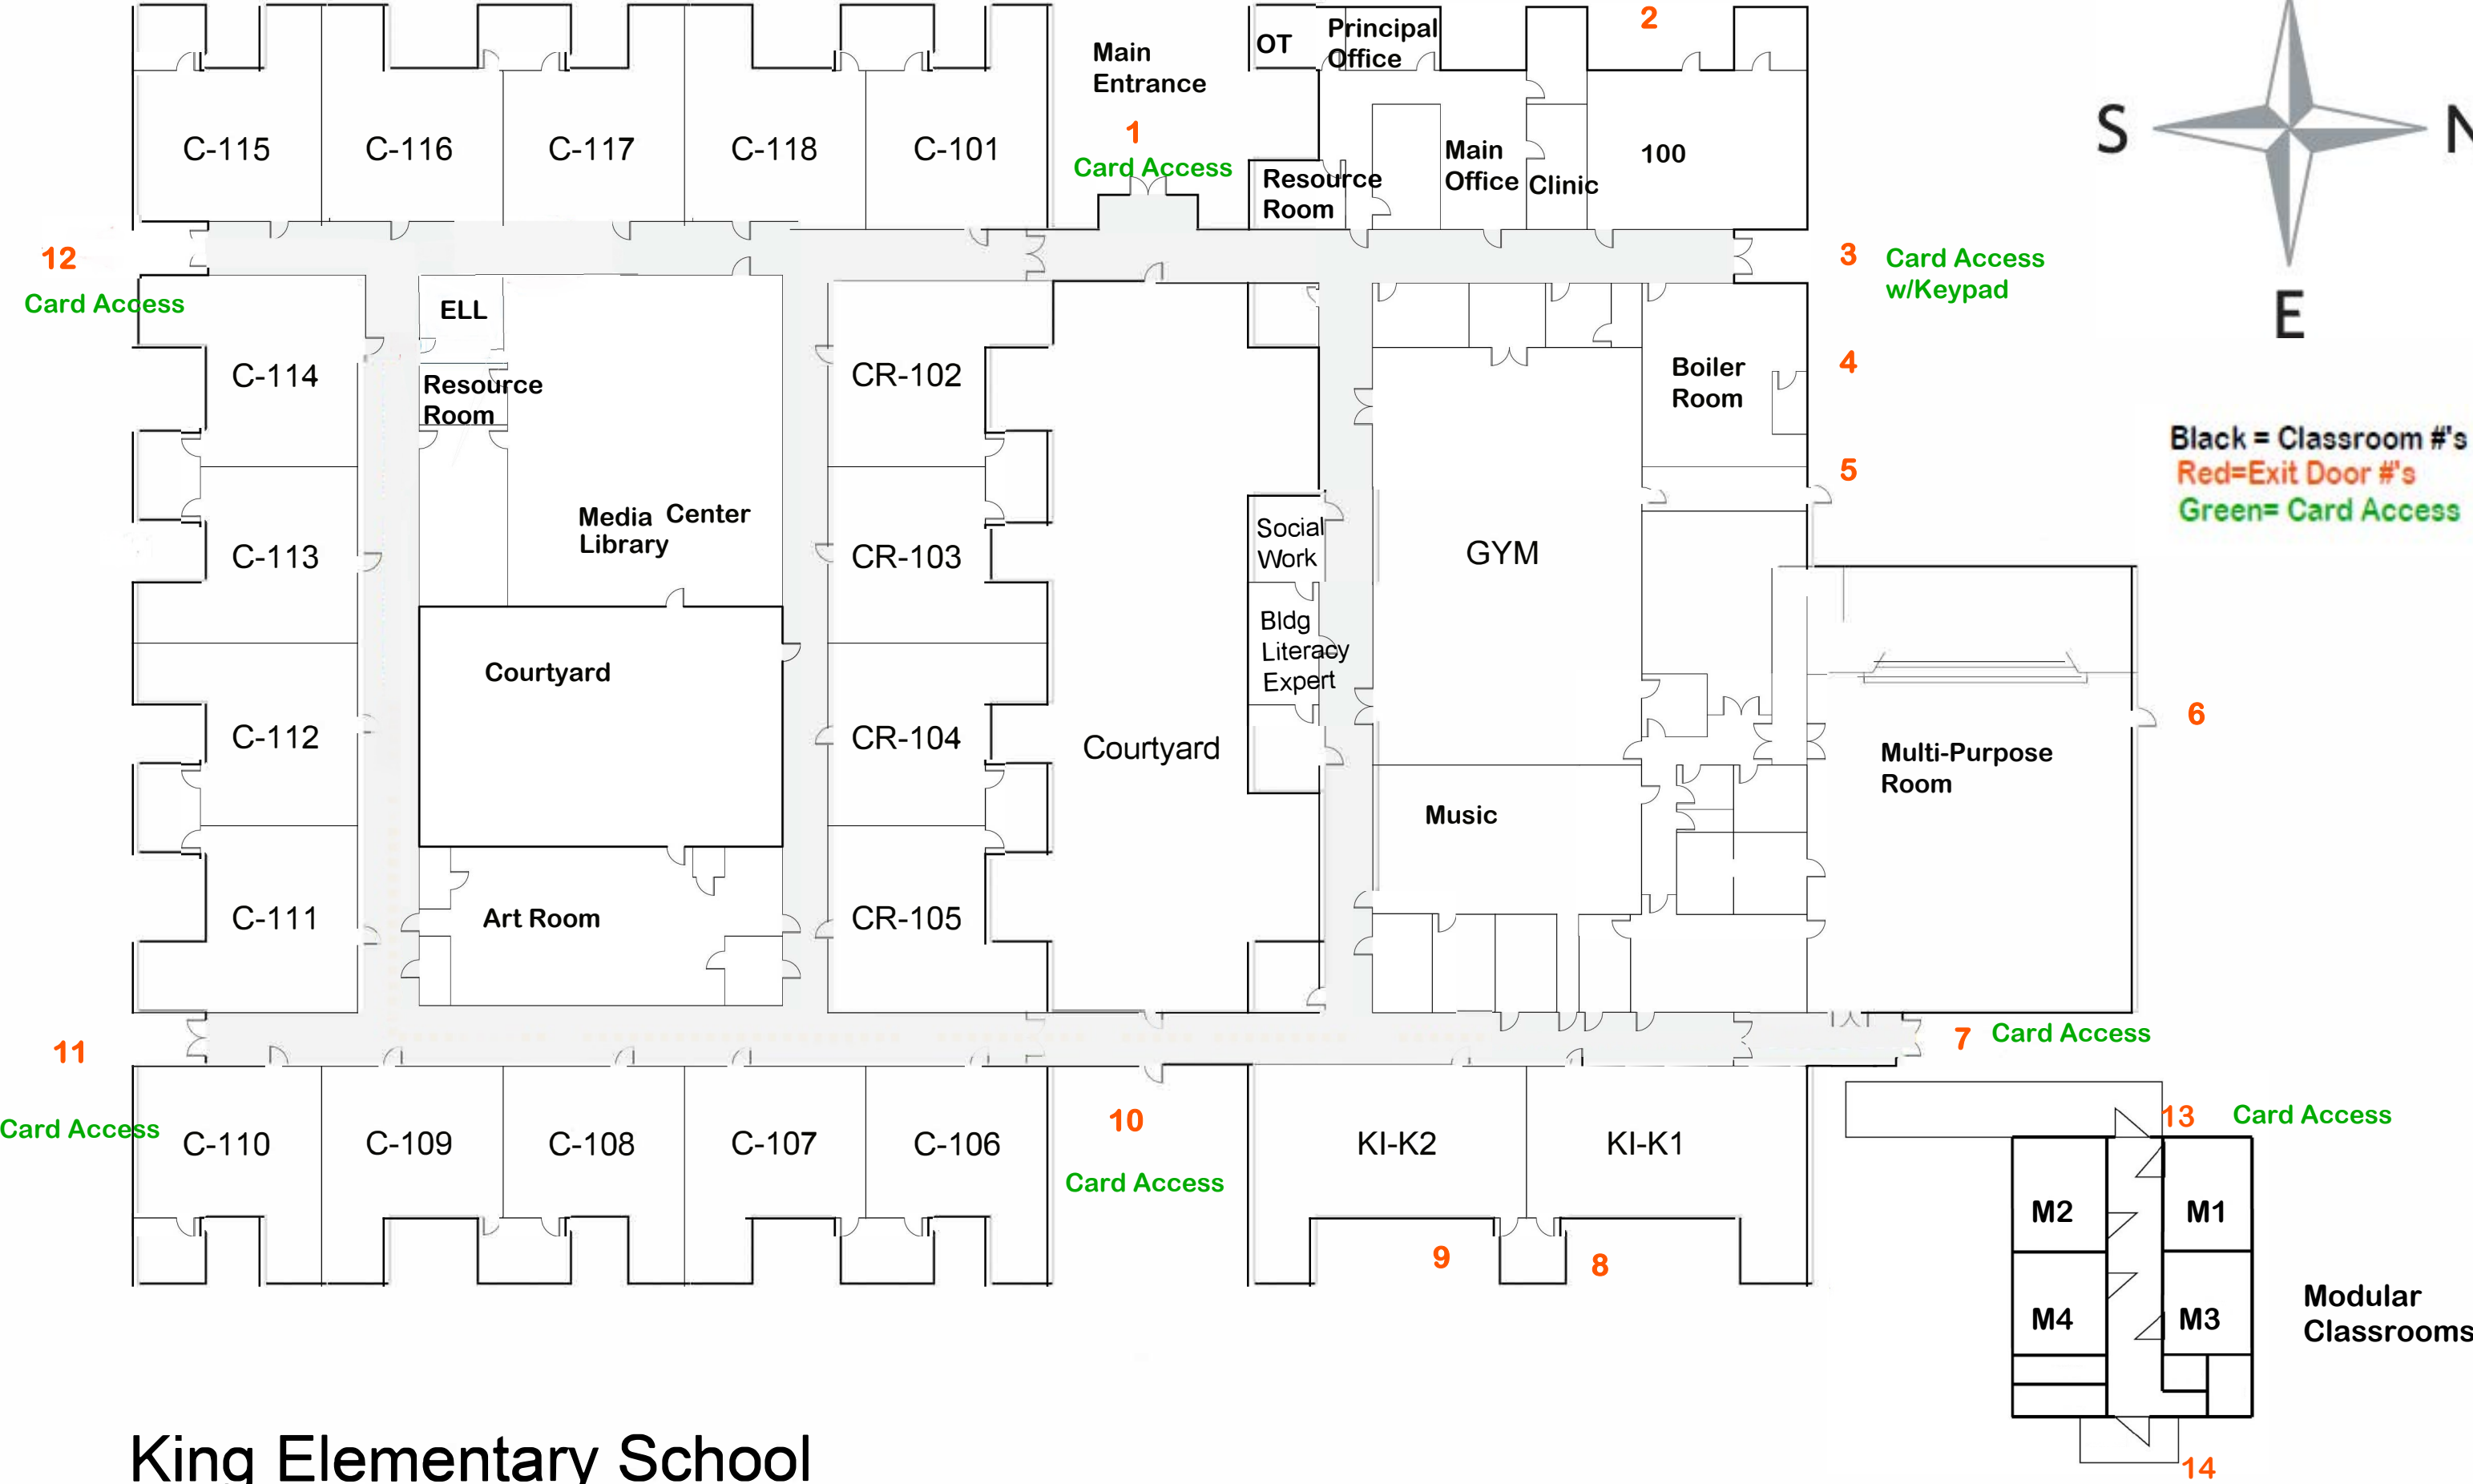 2
OT
Principal
Office
Main
Entrance
1
Card Access
C-115
C-116
C-117
C-118
C-101
Resource
Room
Main
Office
Clinic
100
S
N
E
12
Card Access
3
Card Access
w/Keypad
ELL
C-114
Resource
Room
CR-102
Boiler
Room
4
5
Black = Classroom #'s
Red=Exit Door #'s
Green= Card Access
C-113
Media Center
Library
CR-103
Social
Work
GYM
Bldg
Literacy
Expert
Courtyard
C-112
CR-104
Courtyard
6
Multi-Purpose
Room
Music
C-111
Art Room
CR-105
11
Card Access
7
Card Access
10
Card Access
13
Card Access
C-110
C-109
C-108
C-107
C-106
KI-K2
KI-K1
9
8
M2
M1
M4
M3
Modular
Classrooms
14
King Elementary School